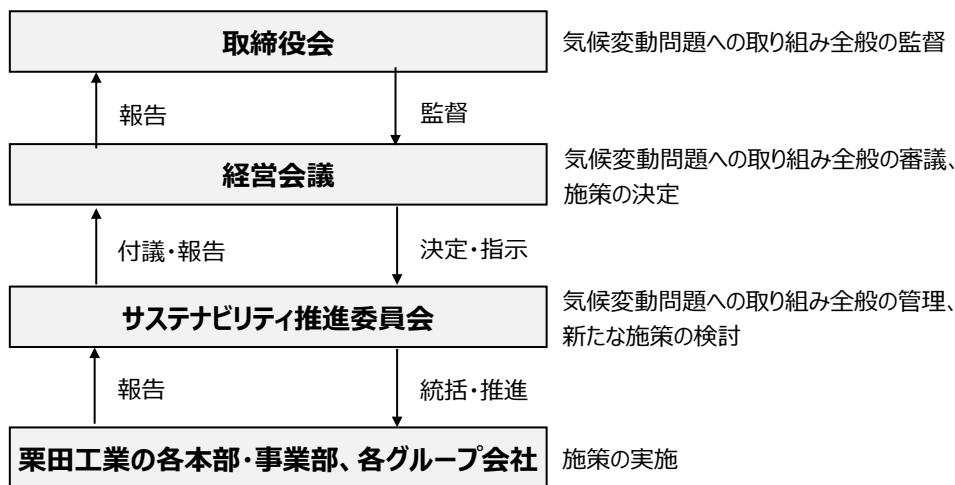 取締役会
気候変動問題への取り組み全般の監督
報告
監督
経営会議
気候変動問題への取り組み全般の審議、
施策の決定
付議・報告
決定・指示
サステナビリティ推進委員会
気候変動問題への取り組み全般の管理、
新たな施策の検討
報告
統括・推進
栗田工業の各本部・事業部、各グループ会社
施策の実施